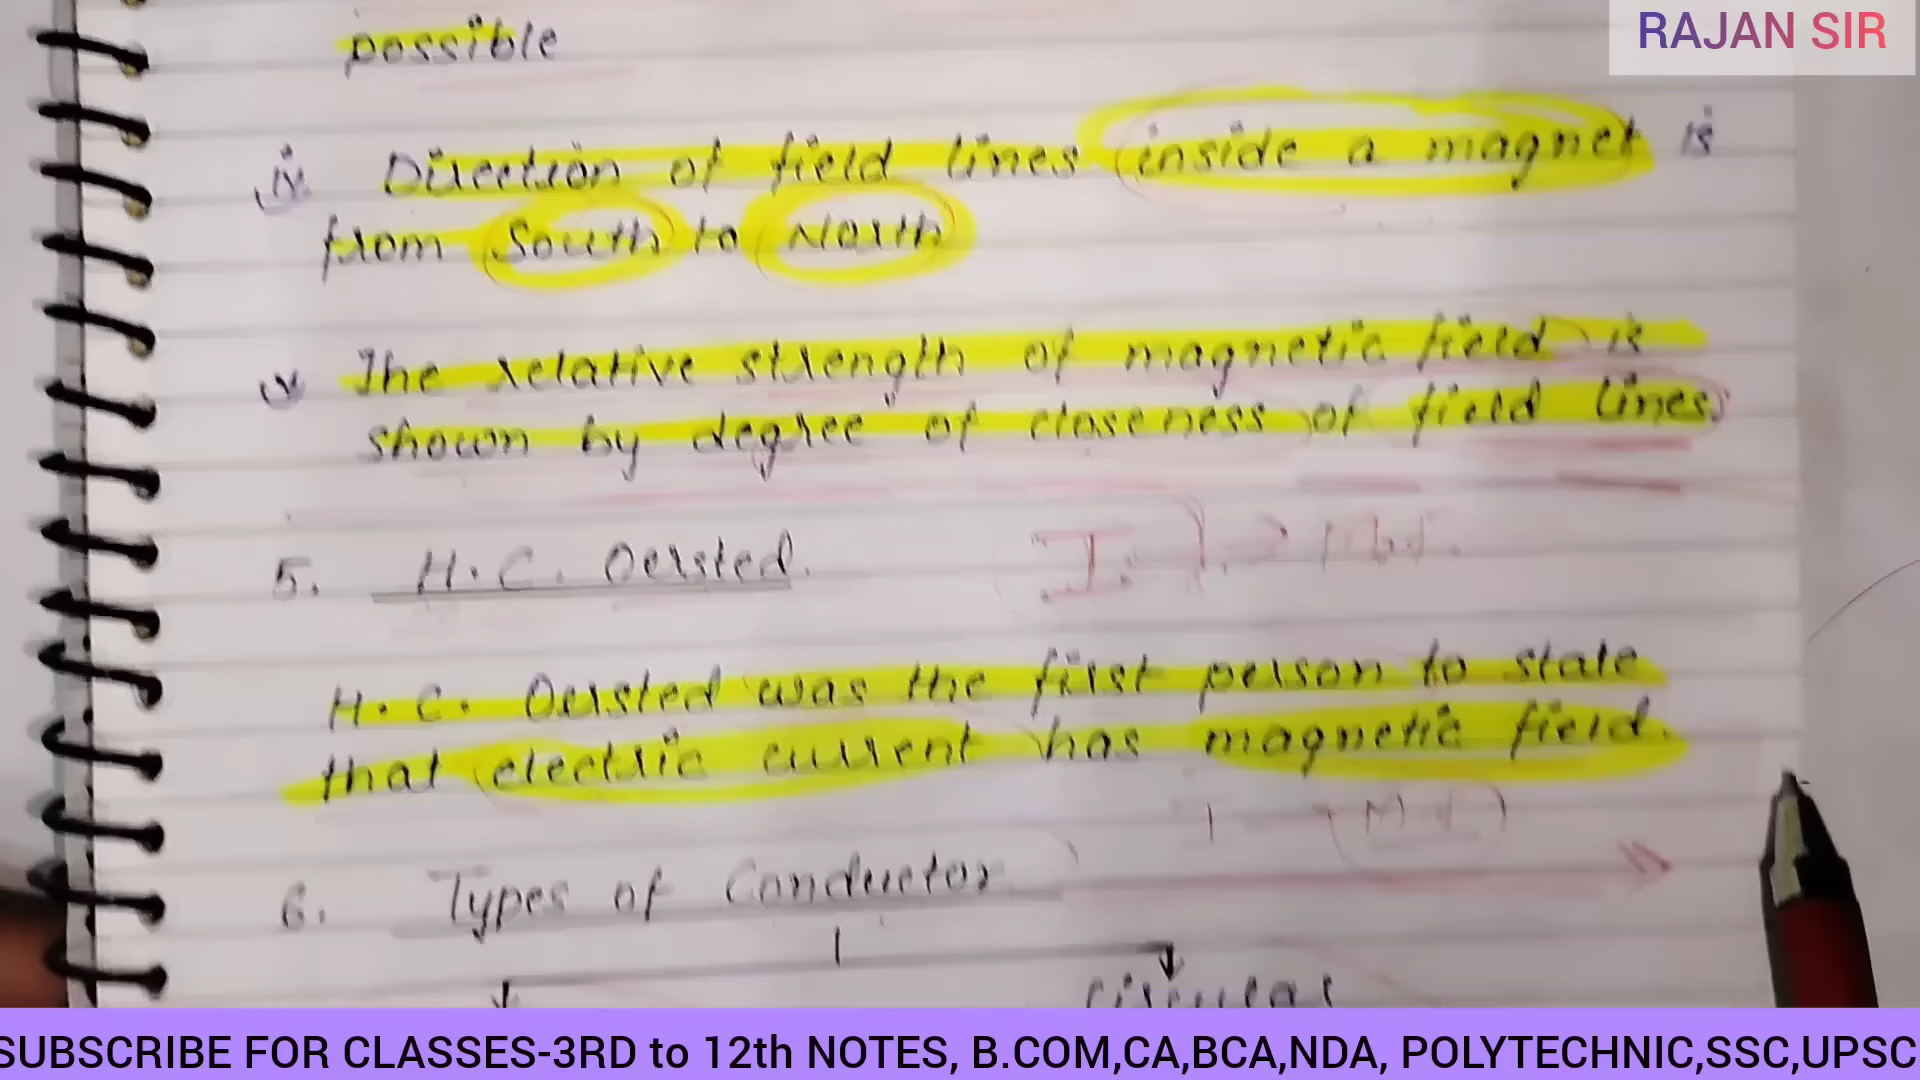 RAJAN SIR
possible
iv Direction of field lines inside a magnet is
from South to North
v The relative strength of magnetic field is
shown by degree of closeness of field lines.
5. H.C. Oersted.
H.C. Oersted was the first person to state
that electric current has magnetic field.
6. Types of Conductor
circular
SUBSCRIBE FOR CLASSES-3RD to 12th NOTES, B.COM,CA,BCA,NDA, POLYTECHNIC,SSC,UPSC